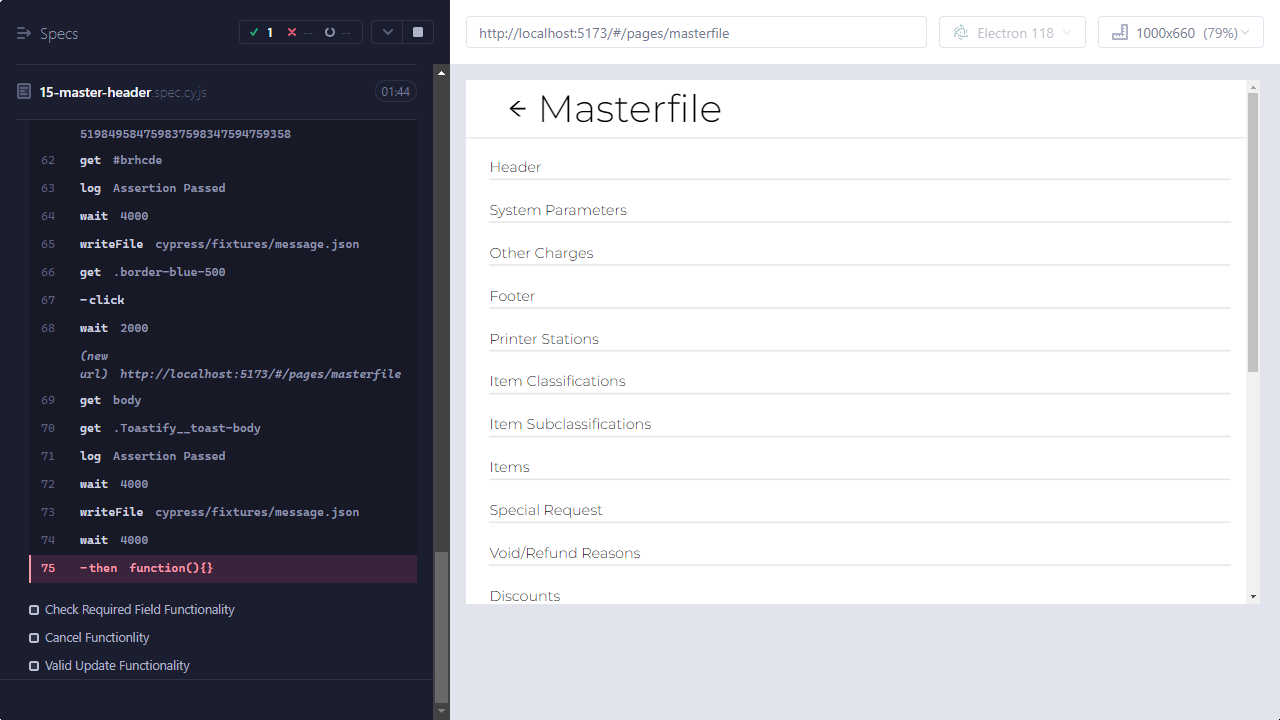 Specs
1
--
--
15-master-header.spec.cy.js
01:44
519849584759837598347594759358
62 get #brhcde
63 log Assertion Passed
64 wait 4000
65 writeFile cypress/fixtures/message.json
66 get .border-blue-500
67 -click
68 wait 2000
(new
url) http://localhost:5173/#/pages/masterfile
69 get body
70 get .Toastify__toast-body
71 log Assertion Passed
72 wait 4000
73 writeFile cypress/fixtures/message.json
74 wait 4000
75 -then function(){}
Check Required Field Functionality
Cancel Functionlity
Valid Update Functionality
http://localhost:5173/#/pages/masterfile
Electron 118
1000x660 (79%)
Masterfile
Header
System Parameters
Other Charges
Footer
Printer Stations
Item Classifications
Item Subclassifications
Items
Special Request
Void/Refund Reasons
Discounts